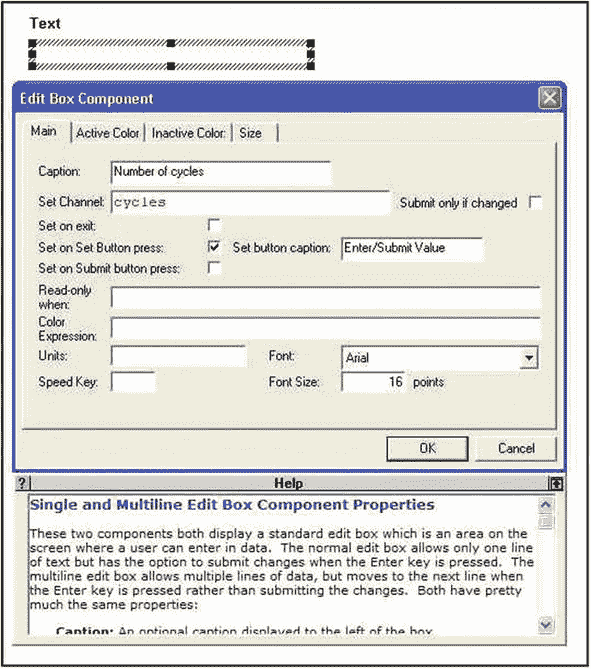 Text
Edit Box Component
Main Active Color Inactive Color: Size
Caption: Number of cycles
Set Channel: cycles Submit only if changed
Set on exit:
Set on Set Button press: Set button caption: Enter/Submit Value
Set on Submit button press:
Read-only
when:
Color
Expression:
Units: Font: Arial
Speed Key: Font Size: 16 points
OK Cancel
? Help
Single and Multiline Edit Box Component Properties
These two components both display a standard edit box which is an area on the
screen where a user can enter in data. The normal edit box allows only one line
of text but has the option to submit changes when the Enter key is pressed. The
multiline edit box allows multiple lines of data, but moves to the next line when
the Enter key is pressed rather than submitting the changes. Both have pretty
much the same properties:
Caption: An optional caption displayed to the left of the box